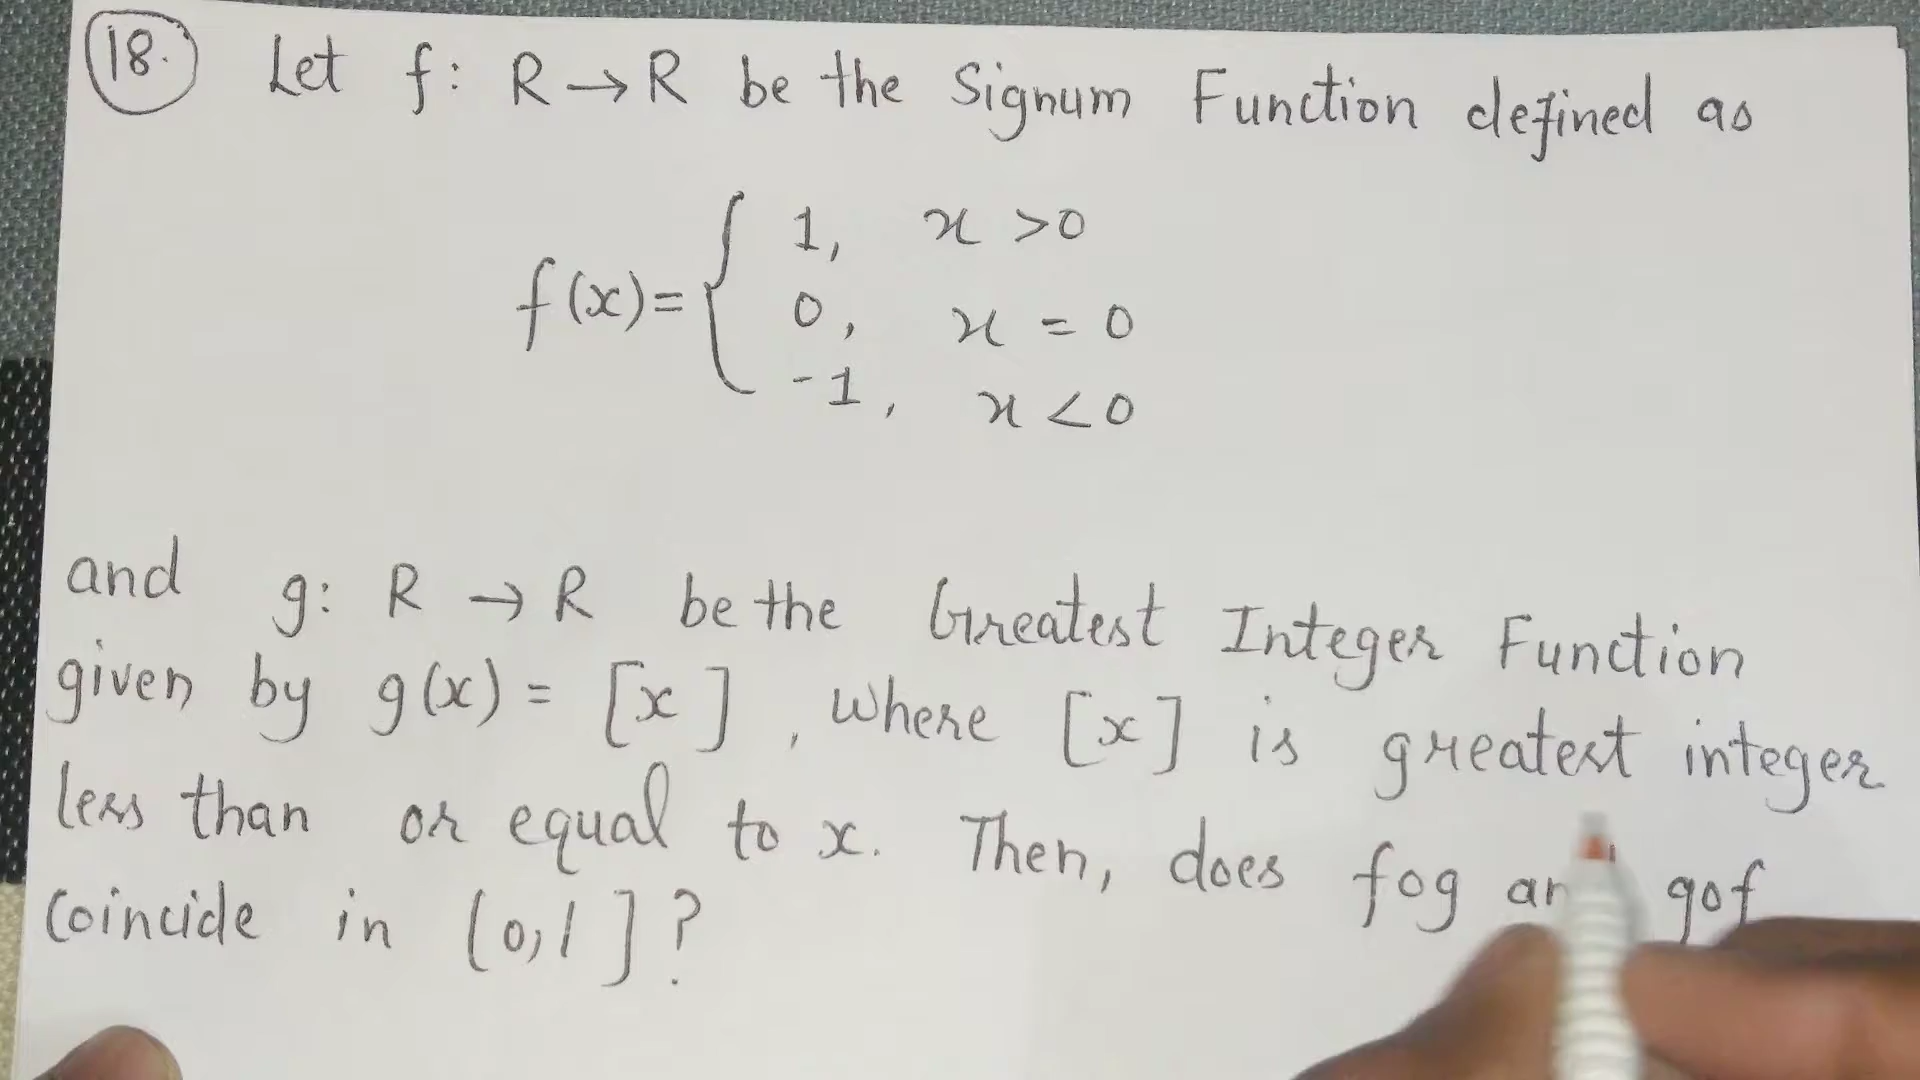 18. Let f: R→R be the Signum Function defined as
f(x)= { 1, x >0
0, x = 0
-1, x <0
and g: R → R be the Greatest Integer Function
given by g(x) = [x], where [x] is greatest integer
less than or equal to x. Then, does fog gof
coincide in (0,1]?